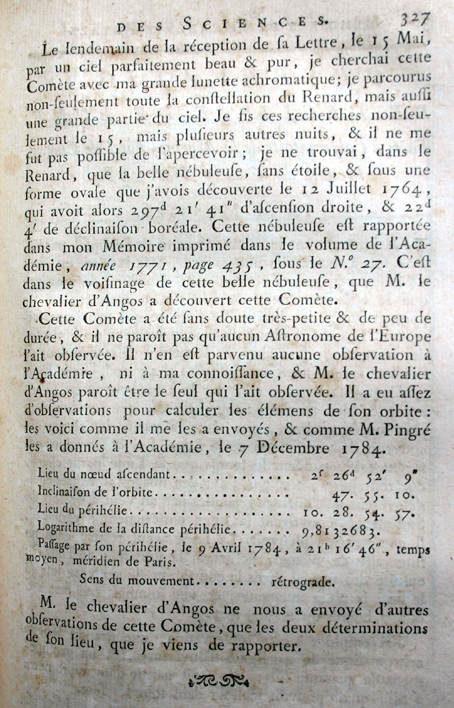 DES SCIENCES. 327
Le lendemain de la réception de ſa Lettre, le 15 Mai,
par un ciel parfaitement beau & pur, je cherchai cette
Comète avec ma grande lunette achromatique; je parcourus
non-ſeulement toute la conſtellation du Renard, mais auſſi
une grande partie du ciel. Je fis ces recherches non-ſeu-
lement le 15, mais pluſieurs autres nuits, & il ne me
fut pas poſſible de l'apercevoir; je ne trouvai, dans le
Renard, que la belle nébuleuſe, ſans étoile, & ſous une
forme ovale que j'avois découverte le 12 Juillet 1764,
qui avoit alors 297ᵈ 21′ 41″ d'aſcenſion droite, & 22ᵈ
4′ de déclinaiſon boréale. Cette nébuleuſe eſt rapportée
dans mon Mémoire imprimé dans le volume de l'Aca-
démie, année 1771, page 435, ſous le N.º 27. C'eſt
dans le voiſinage de cette belle nébuleuſe, que M. le
chevalier d'Angos a découvert cette Comète.
Cette Comète a été ſans doute très-petite & de peu de
durée, & il ne paroît pas qu'aucun Aſtronome de l'Europe
l'ait obſervée. Il n'en eſt parvenu aucune obſervation à
l'Académie, ni à ma connoiſſance, & M. le chevalier
d'Angos paroît être le ſeul qui l'ait obſervée. Il a eu aſſez
d'obſervations pour calculer les élémens de ſon orbite:
les voici comme il me les a envoyés, & comme M. Pingré
les a donnés à l'Académie, le 7 Décembre 1784.
Lieu du nœud aſcendant.............. 2ˢ 26ᵈ 52′ 9″
Inclinaiſon de l'orbite................. 47. 55. 10.
Lieu du périhélie.................... 10. 28. 54. 57.
Logarithme de la diſtance périhélie....... 9,8132683.
Paſſage par ſon périhélie, le 9 Avril 1784, à 21ʰ 16′ 46″, temps
moyen, méridien de Paris.
Sens du mouvement........ rétrograde.
M. le chevalier d'Angos ne nous a envoyé d'autres
obſervations de cette Comète, que les deux déterminations
de ſon lieu, que je viens de rapporter.